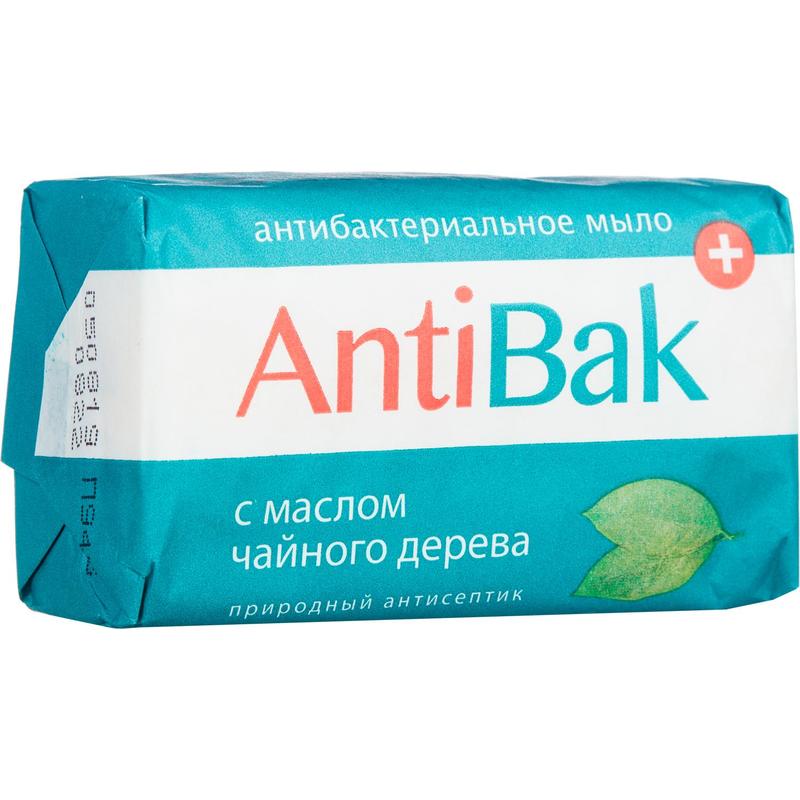 антибактериальное мыло
AntiBak
с маслом
чайного дерева
природный антисептик